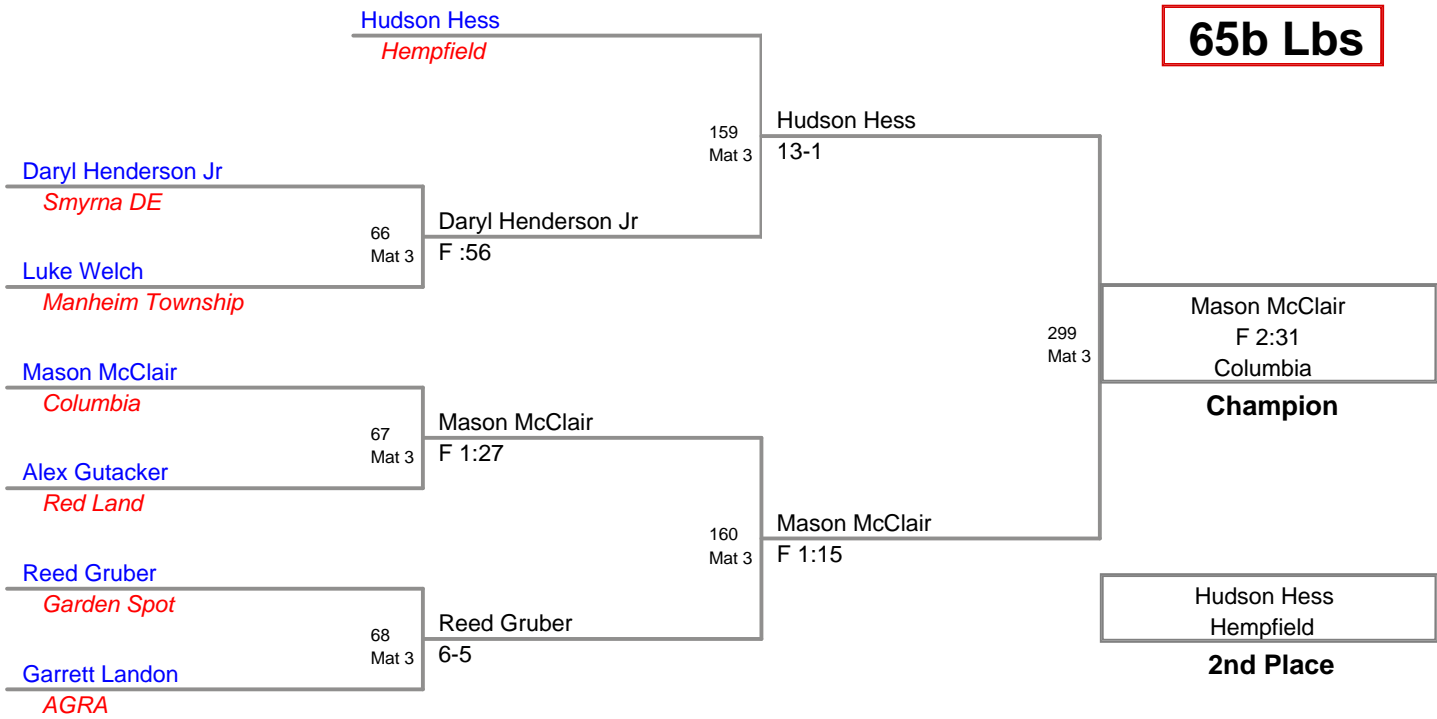 Hudson Hess
Hempfield
65b Lbs
159
Mat 3
Hudson Hess
13-1
Daryl Henderson Jr
Smyrna DE
66
Mat 3
Daryl Henderson Jr
F :56
Luke Welch
Manheim Township
299
Mat 3
Mason McClair
F 2:31
Columbia
Champion
Mason McClair
Columbia
67
Mat 3
Mason McClair
F 1:27
Alex Gutacker
Red Land
160
Mat 3
Mason McClair
F 1:15
Reed Gruber
Garden Spot
68
Mat 3
Reed Gruber
6-5
Garrett Landon
AGRA
Hudson Hess
Hempfield
2nd Place